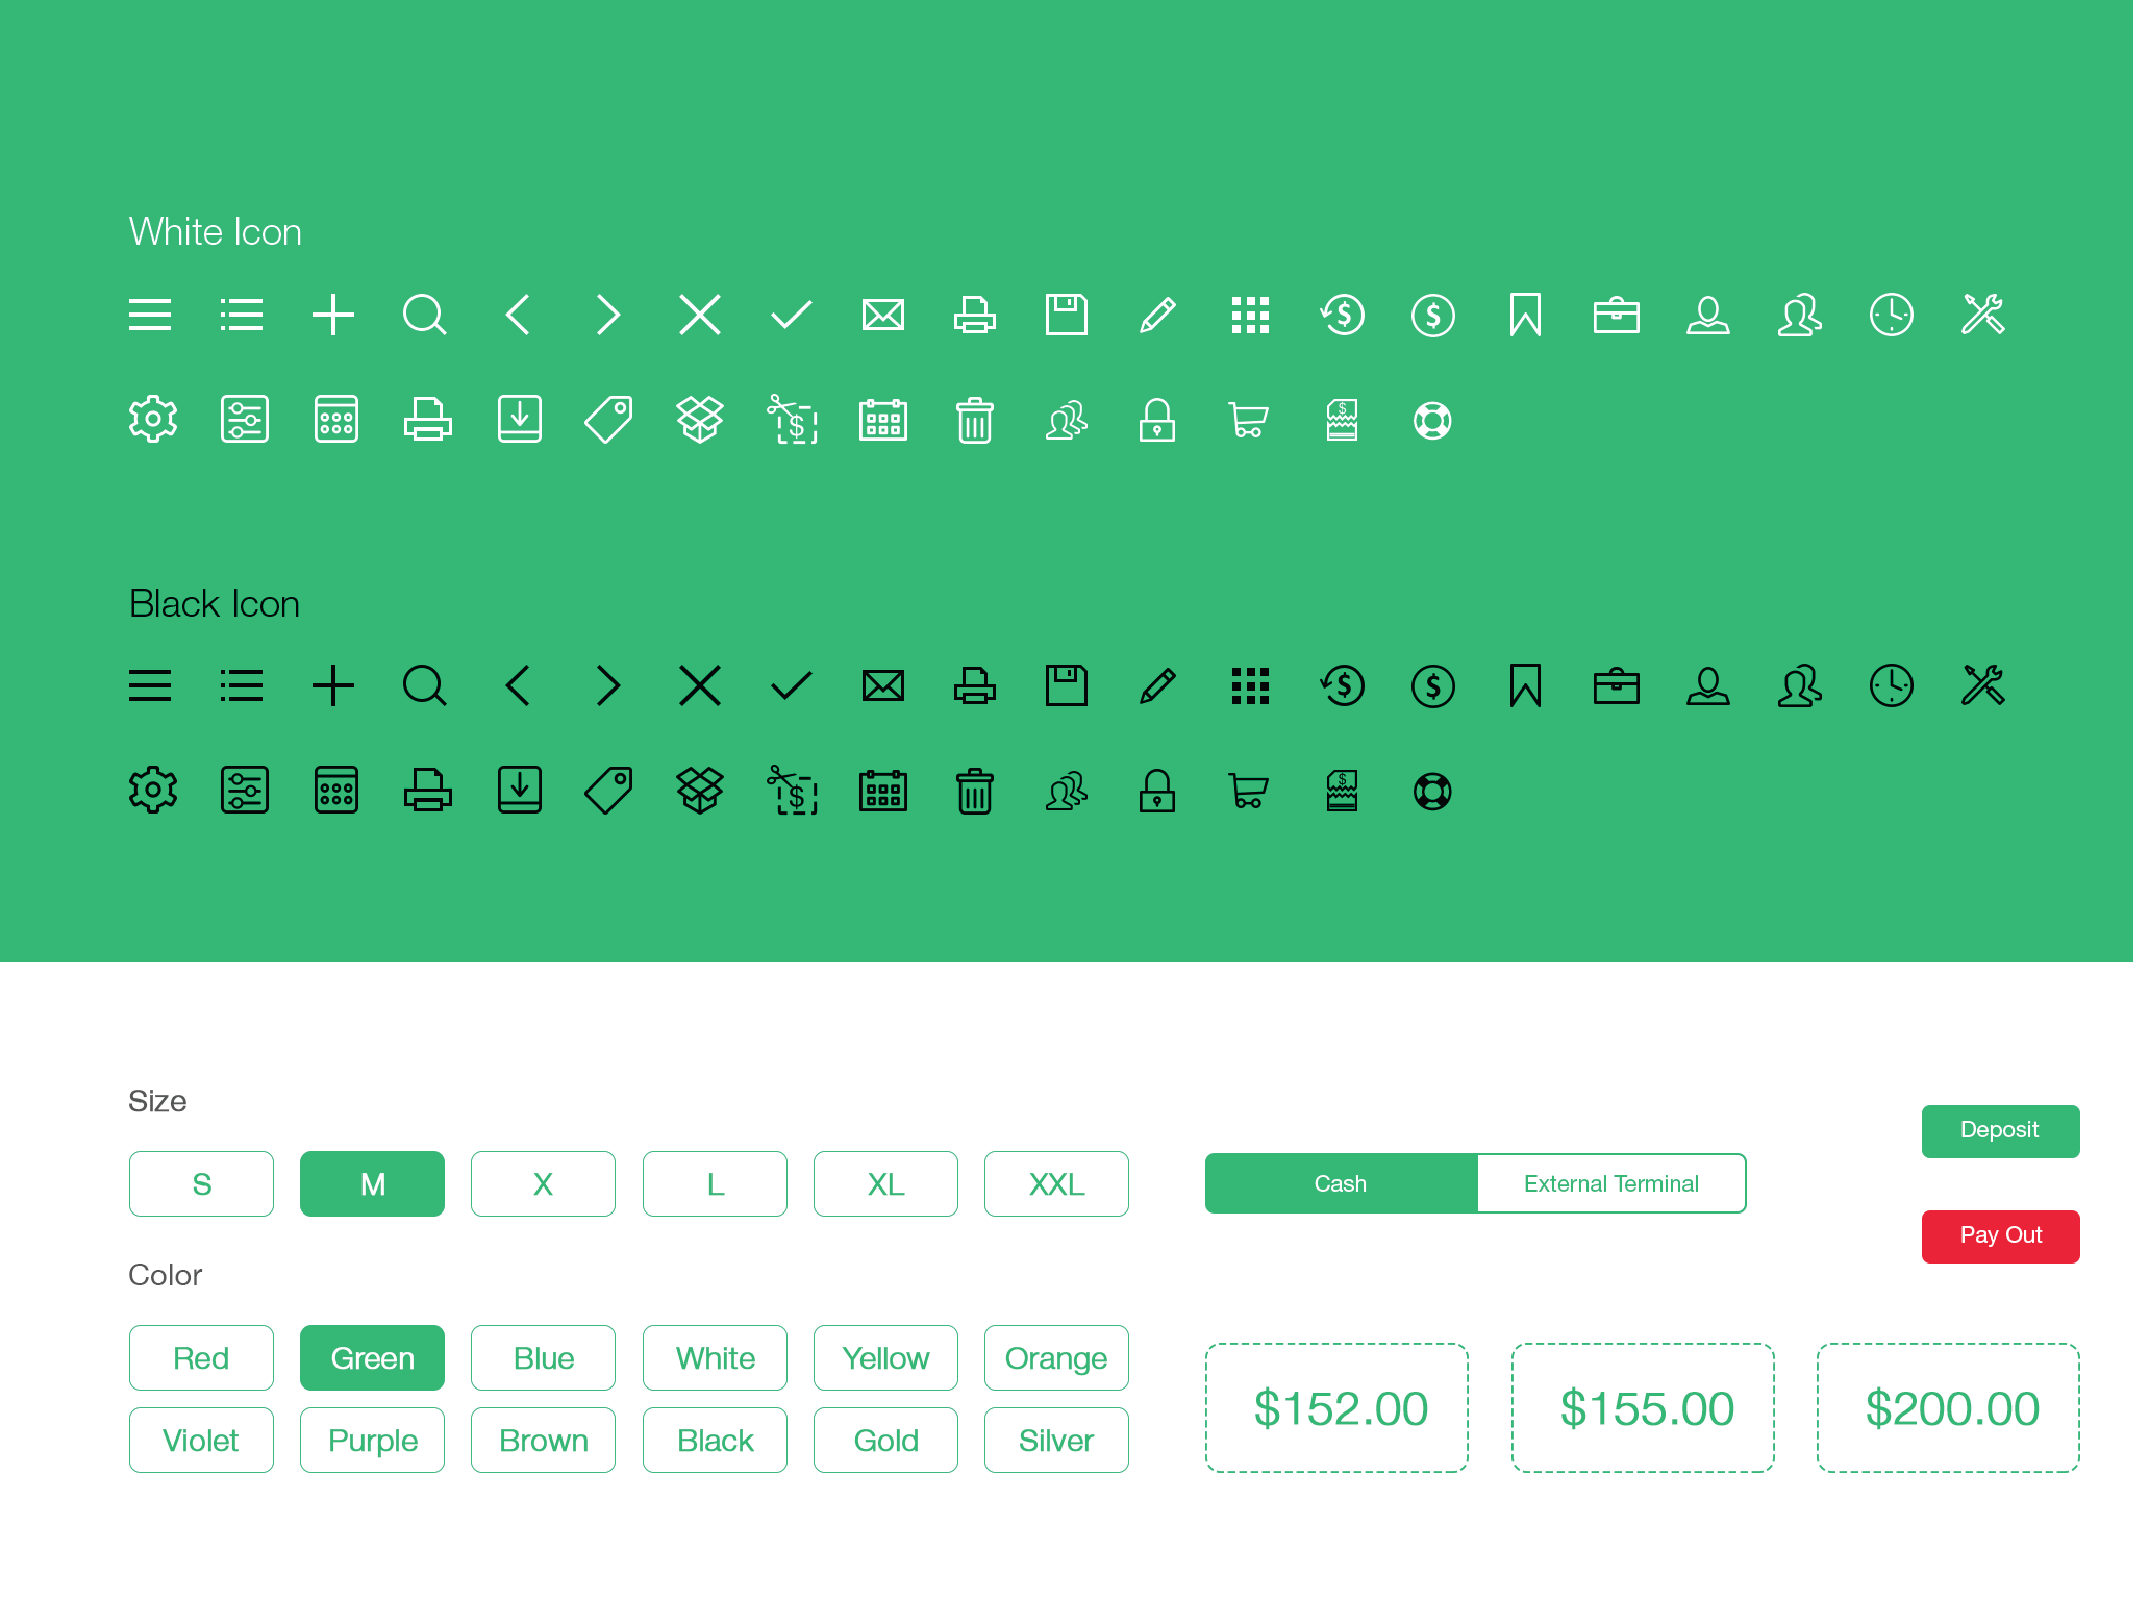 White Icon
$ $
$ $
Black Icon
$ $
$ $
Size
S M X L XL XXL
Cash External Terminal
Deposit
Pay Out
Color
Red Green Blue White Yellow Orange
Violet Purple Brown Black Gold Silver
$152.00 $155.00 $200.00